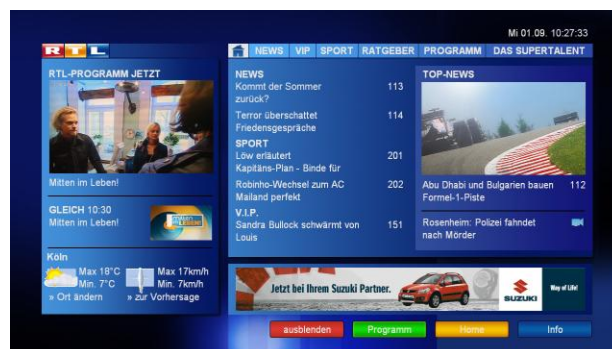 Mi 01.09. 10:27:33
RTL
NEWS VIP SPORT RATGEBER PROGRAMM DAS SUPERTALENT
RTL-PROGRAMM JETZT
Mitten im Leben!
GLEICH 10:30
Mitten im Leben!
Köln
Max 18°C
Min. 7°C
Max 17km/h
Min. 7km/h
» Ort ändern
» zur Vorhersage
NEWS
Kommt der Sommer 113
zurück?
Terror überschattet 114
Friedensgespräche
SPORT
Löw erläutert 201
Kapitäns-Plan - Binde für
Robinho-Wechsel zum AC 202
Mailand perfekt
V.I.P.
Sandra Bullock schwärmt von 151
Louis
TOP-NEWS
Abu Dhabi und Bulgarien bauen 112
Formel-1-Piste
Rosenheim: Polizei fahndet
nach Mörder
Jetzt bei Ihrem Suzuki Partner.
SUZUKI
Way of Life!
ausblenden
Programm
Home
Info